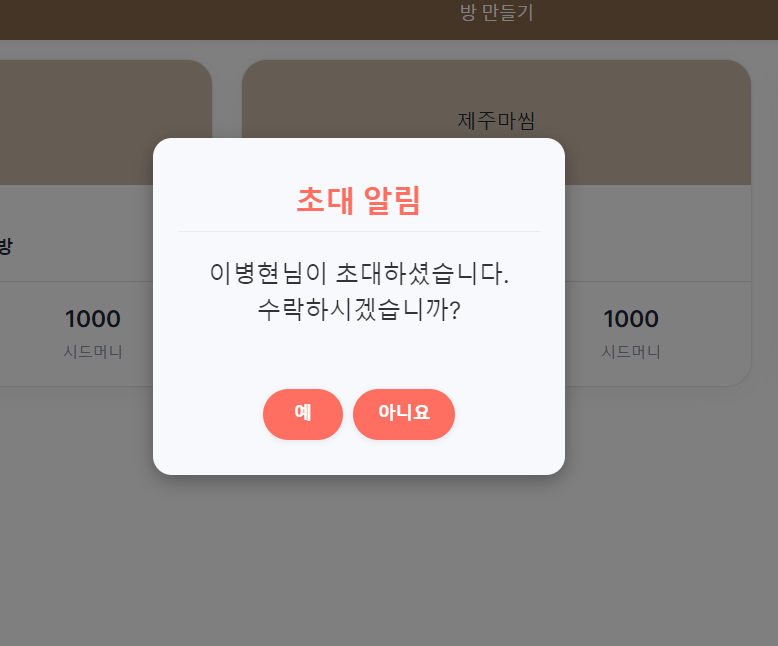 방 만들기
제주마씸
초대 알림
방
이병현님이 초대하셨습니다.
수락하시겠습니까?
1000
1000
시드머니
시드머니
예
아니요